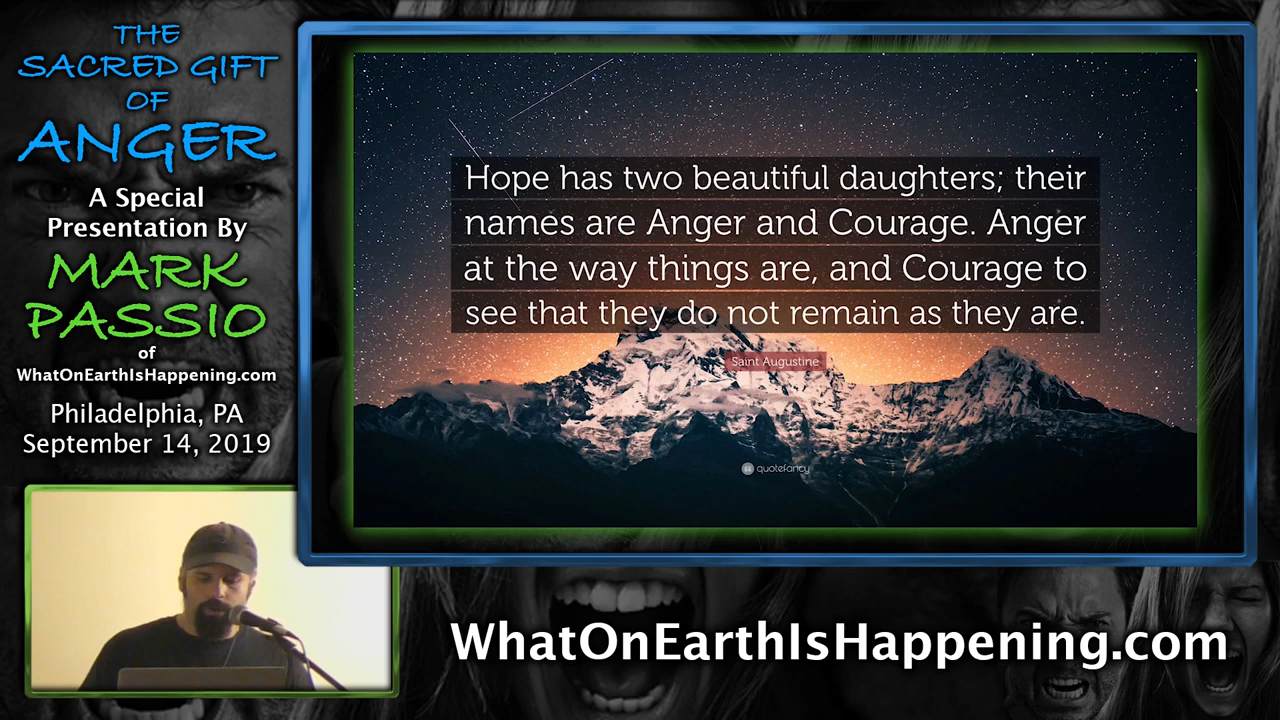 THE
SACRED GIFT
OF
ANGER
A Special
Presentation By
MARK
PASSIO
of
WhatOnEarthIsHappening.com
Philadelphia, PA
September 14, 2019
Hope has two beautiful daughters; their
names are Anger and Courage. Anger
at the way things are, and Courage to
see that they do not remain as they are.
Saint Augustine
quotefancy
WhatOnEarthIsHappening.com